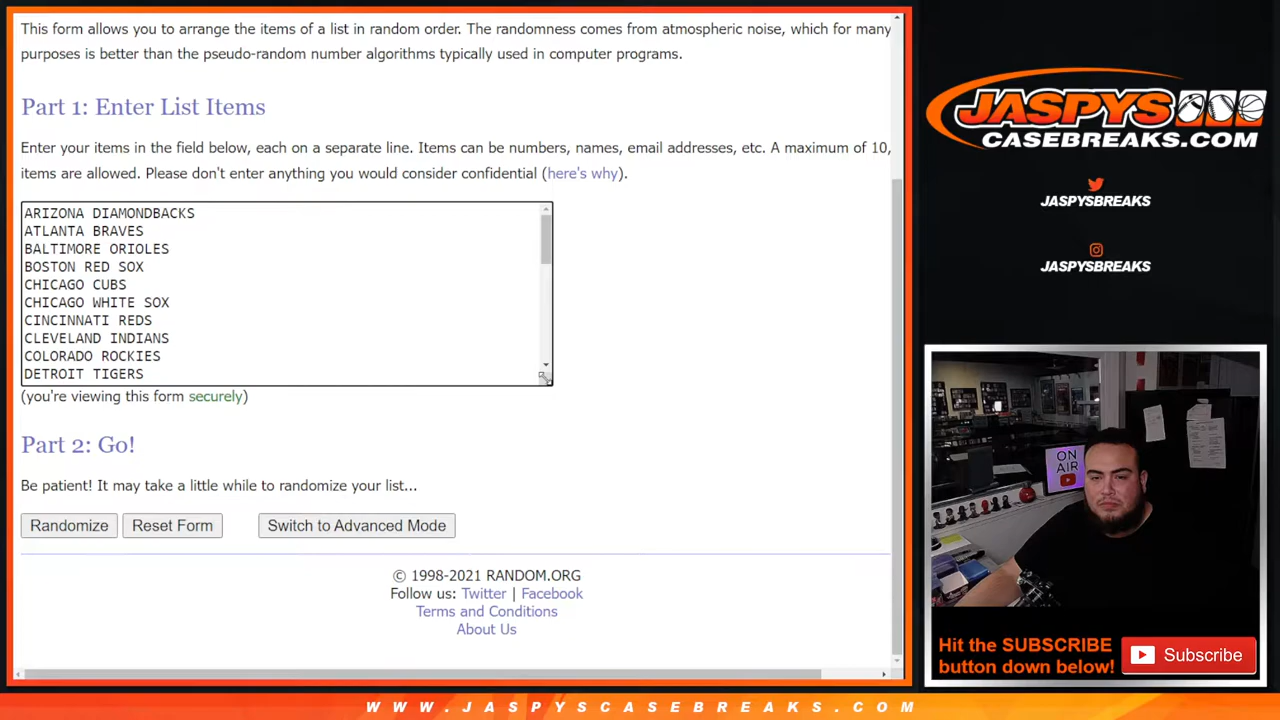 This form allows you to arrange the items of a list in random order. The randomness comes from atmospheric noise, which for many
purposes is better than the pseudo-random number algorithms typically used in computer programs.
Part 1: Enter List Items
Enter your items in the field below, each on a separate line. Items can be numbers, names, email addresses, etc. A maximum of 10,
items are allowed. Please don't enter anything you would consider confidential (here's why).
ARIZONA DIAMONDBACKS
ATLANTA BRAVES
BALTIMORE ORIOLES
BOSTON RED SOX
CHICAGO CUBS
CHICAGO WHITE SOX
CINCINNATI REDS
CLEVELAND INDIANS
COLORADO ROCKIES
DETROIT TIGERS
(you're viewing this form securely)
Part 2: Go!
Be patient! It may take a little while to randomize your list...
Randomize Reset Form Switch to Advanced Mode
© 1998-2021 RANDOM.ORG
Follow us: Twitter | Facebook
Terms and Conditions
About Us
JASPYS
CASEBREAKS.COM
JASPYSBREAKS
JASPYSBREAKS
ON
AIR
Hit the SUBSCRIBE
button down below!
Subscribe
WWW.JASPYSCASEBREAKS.COM